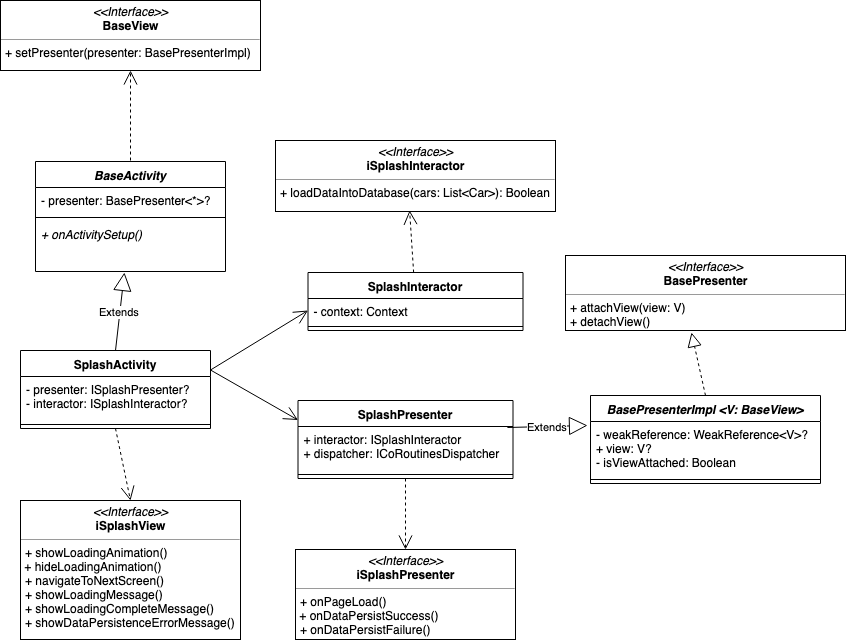 <<Interface>>
BaseView
+ setPresenter(presenter: BasePresenterImpl)
BaseActivity
- presenter: BasePresenter<*>?
+ onActivitySetup()
Extends
SplashActivity
- presenter: ISplashPresenter?
- interactor: ISplashInteractor?
<<Interface>>
iSplashView
+ showLoadingAnimation()
+ hideLoadingAnimation()
+ navigateToNextScreen()
+ showLoadingMessage()
+ showLoadingCompleteMessage()
+ showDataPersistenceErrorMessage()
<<Interface>>
iSplashInteractor
+ loadDataIntoDatabase(cars: List<Car>): Boolean
SplashInteractor
- context: Context
SplashPresenter
+ interactor: ISplashInteractor
+ dispatcher: ICoRoutinesDispatcher
Extends
<<Interface>>
iSplashPresenter
+ onPageLoad()
+ onDataPersistSuccess()
+ onDataPersistFailure()
<<Interface>>
BasePresenter
+ attachView(view: V)
+ detachView()
BasePresenterImpl <V: BaseView>
- weakReference: WeakReference<V>?
+ view: V?
- isViewAttached: Boolean